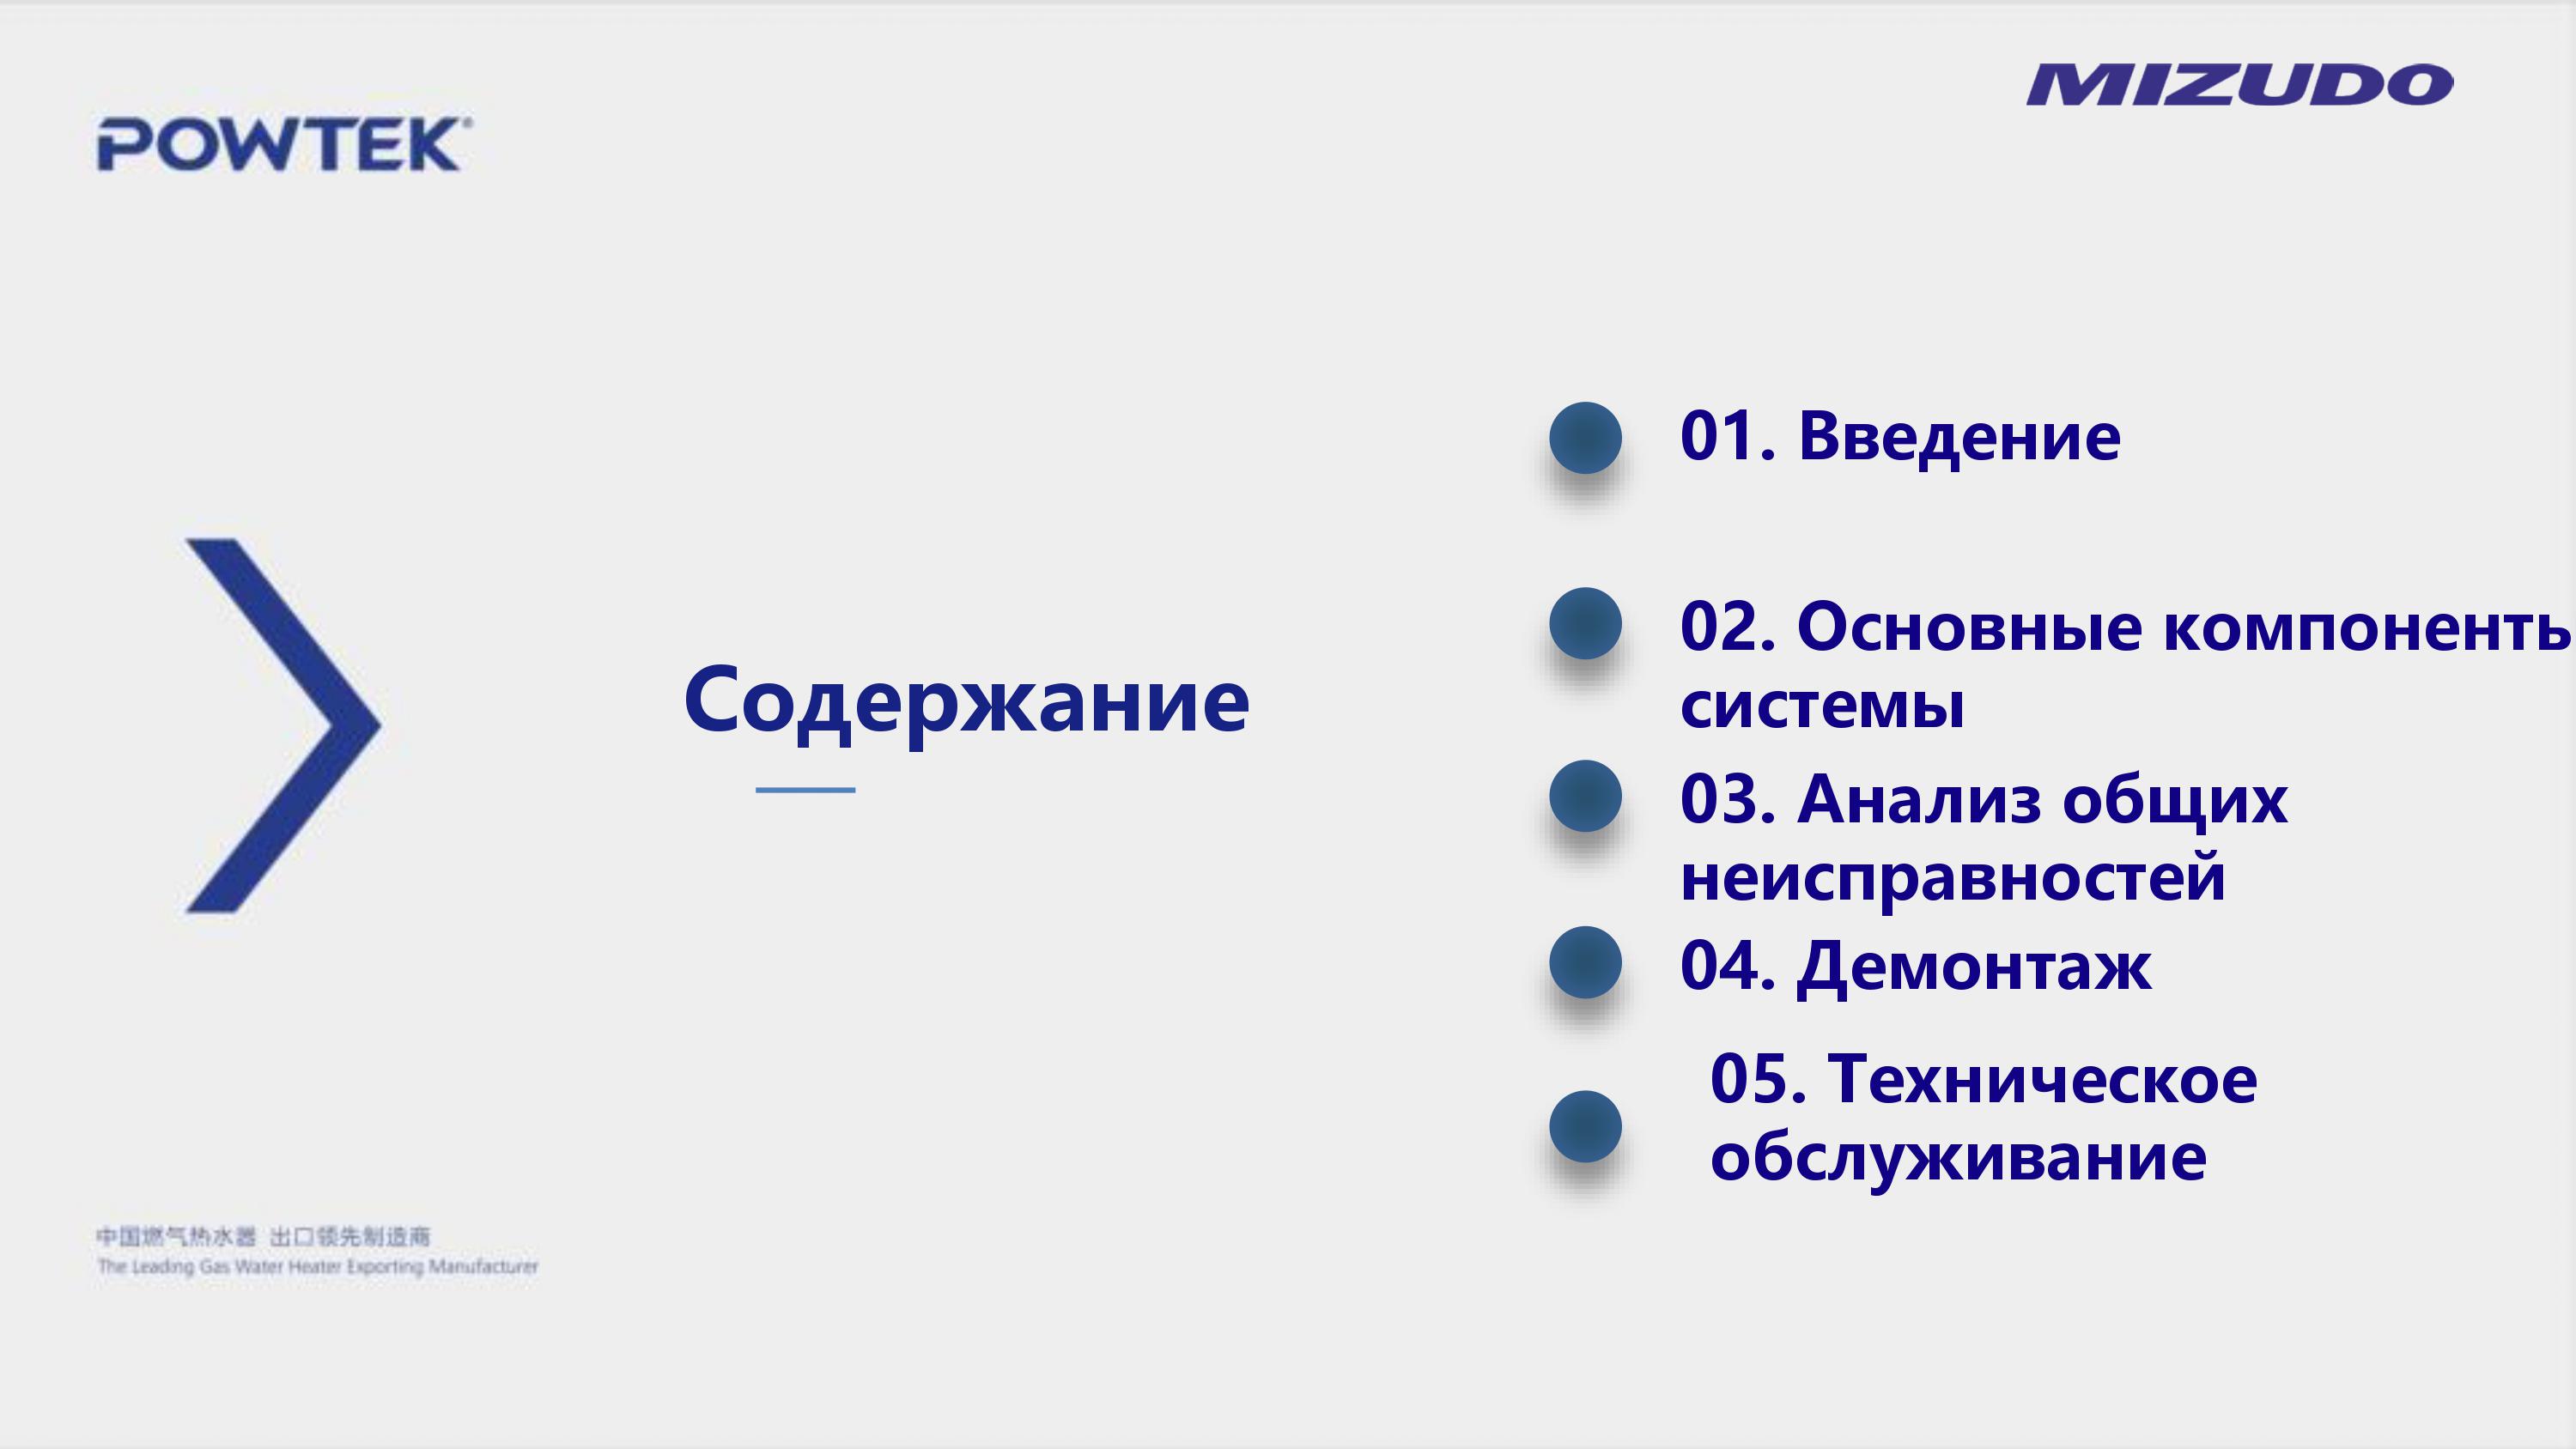 POWTEK®
MIZUDO
Содержание
01. Введение
02. Основные компоненты
системы
03. Анализ общих
неисправностей
04. Демонтаж
05. Техническое
обслуживание
中国燃气热水器 出口领先制造商
The Leading Gas Water Heater Exporting Manufacturer